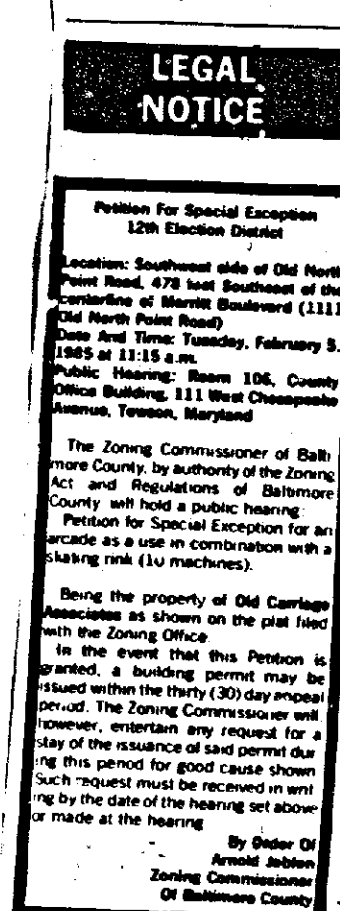 LEGAL
NOTICE
Petition For Special Exception
12th Election District
Location: Southwest side of Old North
Point Road, 478 feet Southeast of the
centerline of Merritt Boulevard (1111
Old North Point Road)
Date And Time: Tuesday, February 5,
1985 at 11:15 a.m.
Public Hearing: Room 106, County
Office Building, 111 West Chesapeake
Avenue, Towson, Maryland
The Zoning Commissioner of Balti
more County, by authority of the Zoning
Act and Regulations of Baltimore
County will hold a public hearing:
Petition for Special Exception for an
arcade as a use in combination with a
skating rink (10 machines).
Being the property of Old Carriage
Associates as shown on the plat filed
with the Zoning Office.
In the event that this Petition is
granted, a building permit may be
issued within the thirty (30) day appeal
period. The Zoning Commissioner will,
however, entertain any request for a
stay of the issuance of said permit dur
ing this period for good cause shown
Such request must be received in writ
ing by the date of the hearing set above
or made at the hearing
By Order Of
Arnold Jablon
Zoning Commissioner
Of Baltimore County